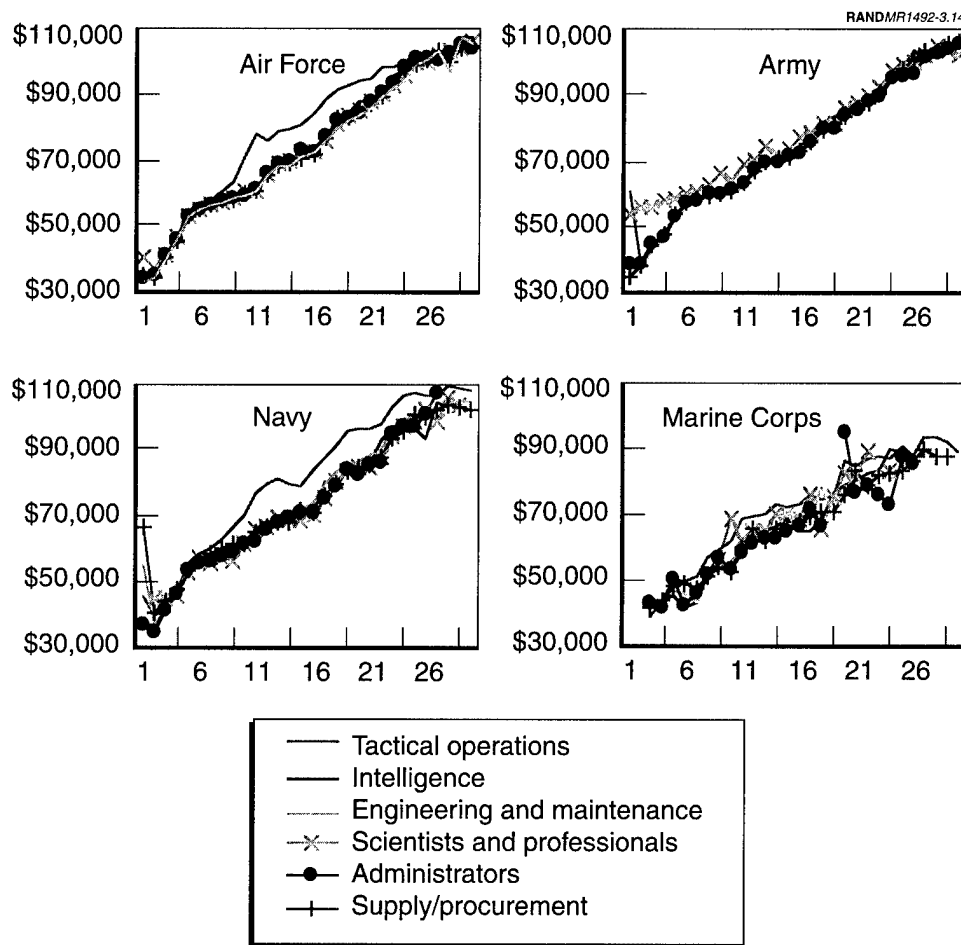 RANDMR1492-3.14
$110,000
$90,000
$70,000
$50,000
$30,000
Air Force
1 6 11 16 21 26
$110,000
$90,000
$70,000
$50,000
$30,000
Army
1 6 11 16 21 26
$110,000
$90,000
$70,000
$50,000
$30,000
Navy
1 6 11 16 21 26
$110,000
$90,000
$70,000
$50,000
$30,000
Marine Corps
1 6 11 16 21 26
Tactical operations
Intelligence
Engineering and maintenance
Scientists and professionals
Administrators
Supply/procurement